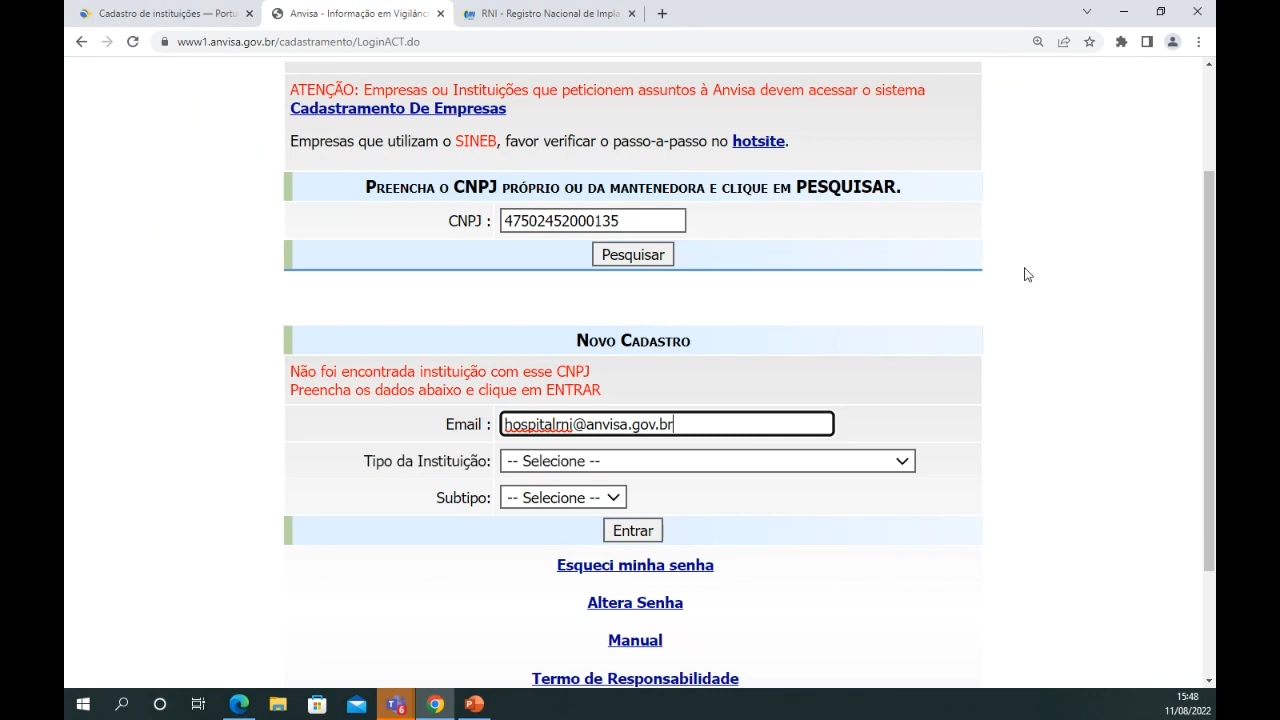 Cadastro de instituições — Portu
Anvisa - Informação em Vigilânc
RNI - Registro Nacional de Impla
www1.anvisa.gov.br/cadastramento/LoginACT.do
ATENÇÃO: Empresas ou Instituições que peticionem assuntos à Anvisa devem acessar o sistema
Cadastramento De Empresas
Empresas que utilizam o SINEB, favor verificar o passo-a-passo no hotsite.
Preencha o CNPJ próprio ou da mantenedora e clique em PESQUISAR.
CNPJ : 47502452000135
Pesquisar
Novo Cadastro
Não foi encontrada instituição com esse CNPJ
Preencha os dados abaixo e clique em ENTRAR
Email : hospitalrni@anvisa.gov.br
Tipo da Instituição: -- Selecione --
Subtipo: -- Selecione --
Entrar
Esqueci minha senha
Altera Senha
Manual
Termo de Responsabilidade
15:48
11/08/2022